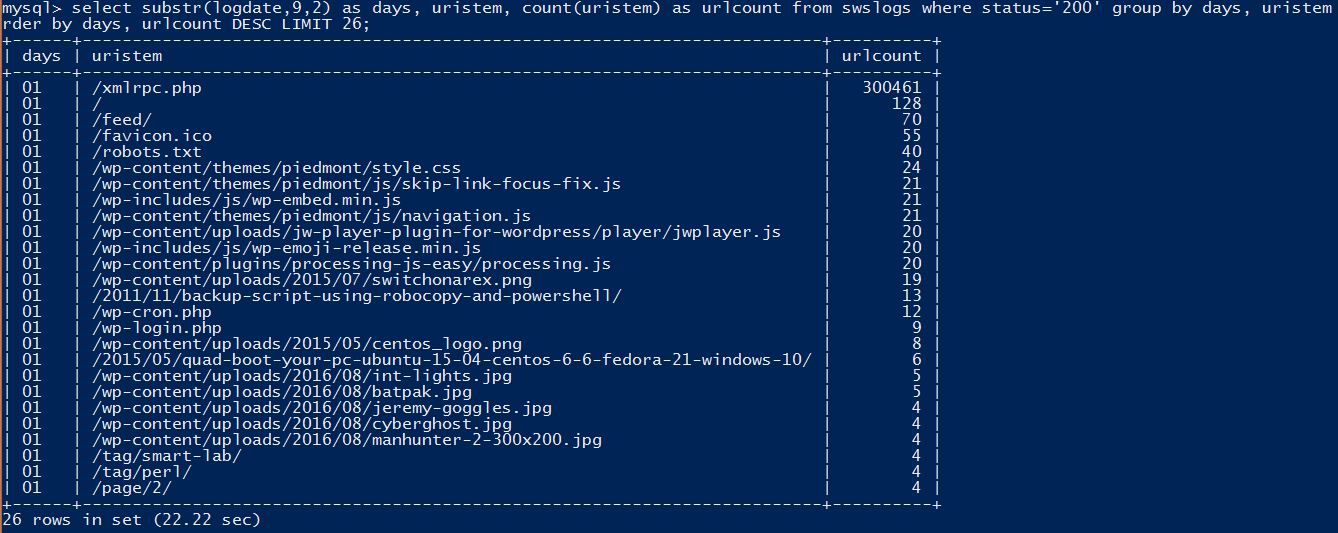 mysql> select substr(logdate,9,2) as days, uristem, count(uristem) as urlcount from swslogs where status='200' group by days, uristem
rder by days, urlcount DESC LIMIT 26;
+------+--------------------------------------------------------------------------+----------+
| days | uristem                                                                  | urlcount |
+------+--------------------------------------------------------------------------+----------+
| 01   | /xmlrpc.php                                                              |   300461 |
| 01   | /                                                                        |      128 |
| 01   | /feed/                                                                   |       70 |
| 01   | /favicon.ico                                                             |       55 |
| 01   | /robots.txt                                                              |       40 |
| 01   | /wp-content/themes/piedmont/style.css                                    |       24 |
| 01   | /wp-content/themes/piedmont/js/skip-link-focus-fix.js                    |       21 |
| 01   | /wp-includes/js/wp-embed.min.js                                          |       21 |
| 01   | /wp-content/themes/piedmont/js/navigation.js                             |       21 |
| 01   | /wp-content/uploads/jw-player-plugin-for-wordpress/player/jwplayer.js    |       20 |
| 01   | /wp-includes/js/wp-emoji-release.min.js                                  |       20 |
| 01   | /wp-content/plugins/processing-js-easy/processing.js                     |       20 |
| 01   | /wp-content/uploads/2015/07/switchonarex.png                             |       19 |
| 01   | /2011/11/backup-script-using-robocopy-and-powershell/                    |       13 |
| 01   | /wp-cron.php                                                             |       12 |
| 01   | /wp-login.php                                                            |        9 |
| 01   | /wp-content/uploads/2015/05/centos_logo.png                              |        8 |
| 01   | /2015/05/quad-boot-your-pc-ubuntu-15-04-centos-6-6-fedora-21-windows-10/ |        6 |
| 01   | /wp-content/uploads/2016/08/int-lights.jpg                               |        5 |
| 01   | /wp-content/uploads/2016/08/batpak.jpg                                   |        5 |
| 01   | /wp-content/uploads/2016/08/jeremy-goggles.jpg                           |        4 |
| 01   | /wp-content/uploads/2016/08/cyberghost.jpg                               |        4 |
| 01   | /wp-content/uploads/2016/08/manhunter-2-300x200.jpg                      |        4 |
| 01   | /tag/smart-lab/                                                          |        4 |
| 01   | /tag/perl/                                                               |        4 |
| 01   | /page/2/                                                                 |        4 |
+------+--------------------------------------------------------------------------+----------+
26 rows in set (22.22 sec)